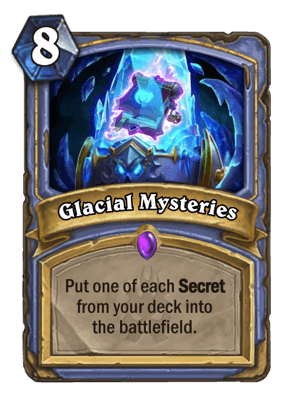 8
Glacial Mysteries
Put one of each Secret
from your deck into
the battlefield.